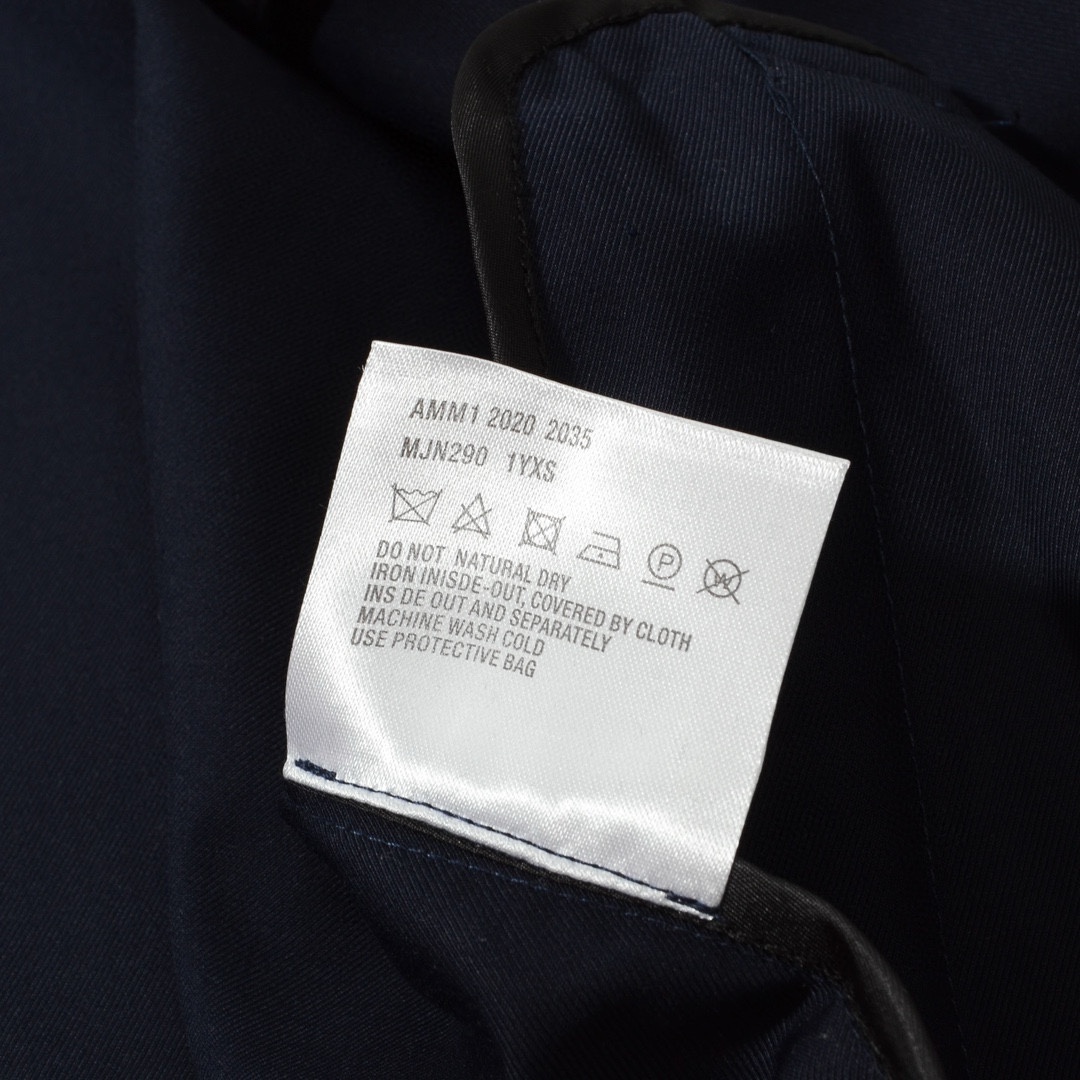 AMM1 2020 2035
MJN290 1YXS
P
W
DO NOT NATURAL DRY
IRON INISDE-OUT, COVERED BY CLOTH
INS DE OUT AND SEPARATELY
MACHINE WASH COLD
USE PROTECTIVE BAG